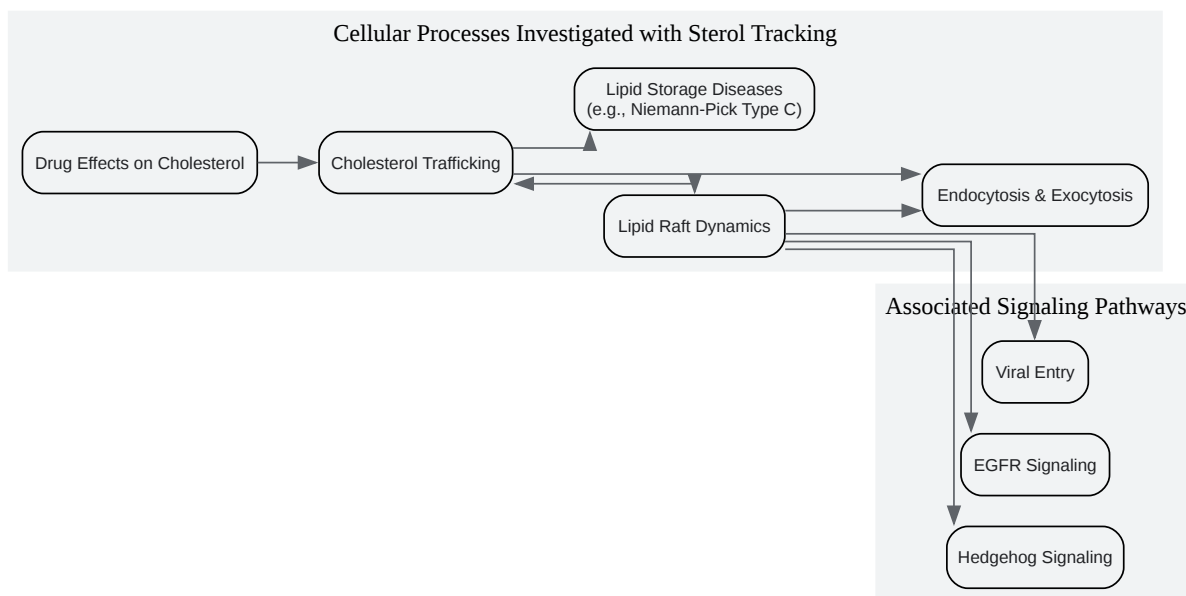 Cellular Processes Investigated with Sterol Tracking
Lipid Storage Diseases
(e.g., Niemann-Pick Type C)
Drug Effects on Cholesterol
Cholesterol Trafficking
Endocytosis & Exocytosis
Lipid Raft Dynamics
Associated Signaling Pathways
Viral Entry
EGFR Signaling
Hedgehog Signaling